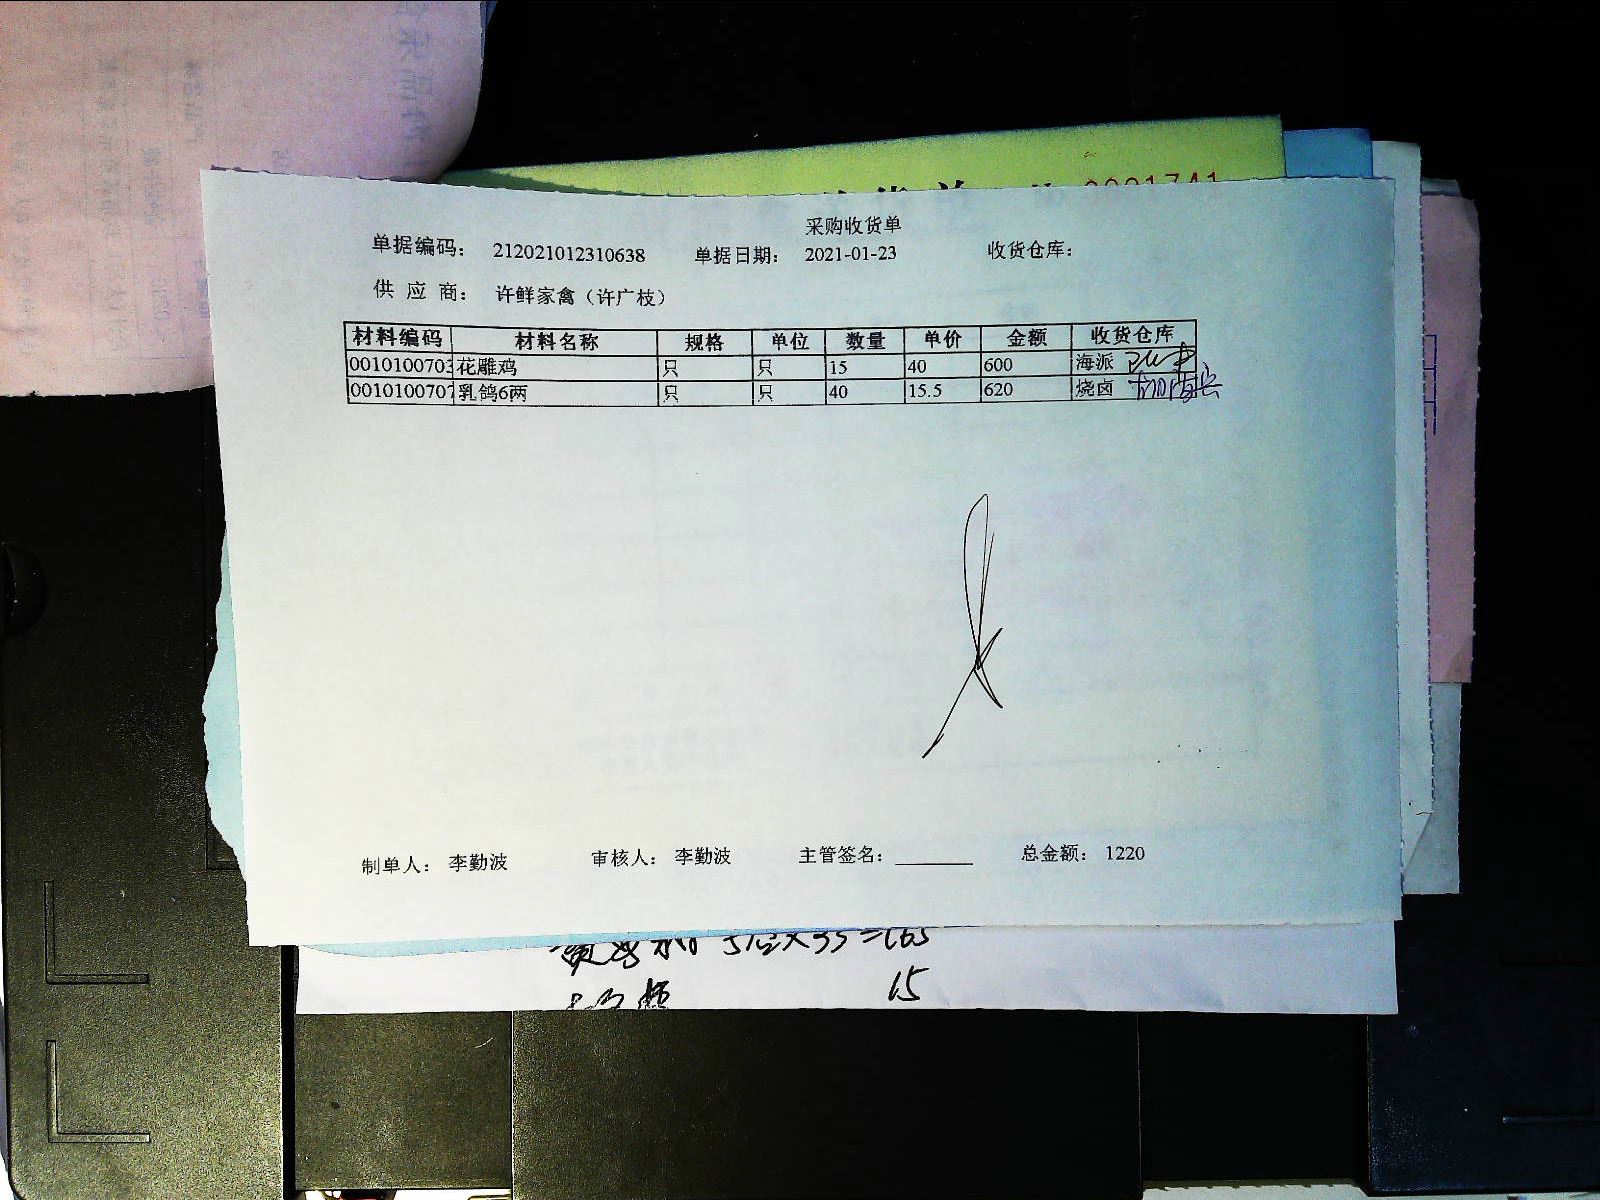 采购收货单
单据编码： 212021012310638 单据日期： 2021-01-23 收货仓库：
供 应 商： 许鲜家禽（许广枝）
材料编码 材料名称 规格 单位 数量 单价 金额 收货仓库
0010100703 花雕鸡 只 只 15 40 600 海派
0010100707 乳鸽6两 只 只 40 15.5 620 烧卤
制单人： 李勤波 审核人： 李勤波 主管签名： 总金额： 1220
15